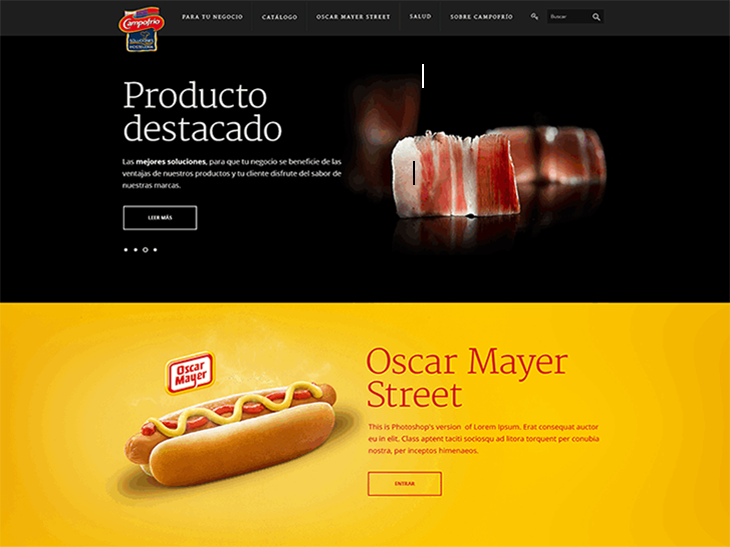 Campofrío
PARA TU NEGOCIO
CATÁLOGO
OSCAR MAYER STREET
SALUD
SOBRE CAMPOFRÍO
Buscar
Producto
destacado
Las mejores soluciones, para que tu negocio se beneficie de las
ventajas de nuestros productos y tu cliente disfrute del sabor de
nuestras marcas.
LEER MÁS
Oscar
Mayer
Oscar Mayer
Street
This is Photoshop's version of Lorem Ipsum. Erat consequat auctor
eu in elit. Class aptent taciti sociosqu ad litora torquent per conubia
nostra, per inceptos himenaeos.
ENTRAR